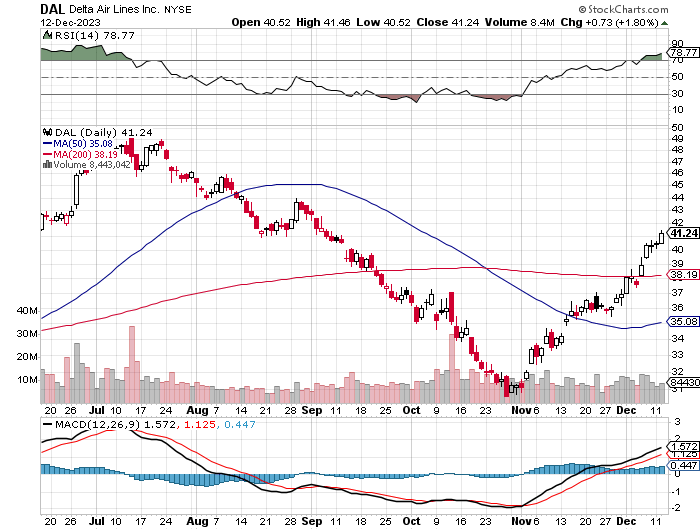 DAL Delta Air Lines Inc. NYSE © StockCharts.com
12-Dec-2023 Open 40.52 High 41.46 Low 40.52 Close 41.24 Volume 8.4M Chg +0.73 (+1.80%)
RSI(14) 78.77
90
78.77
70
50
30
10
DAL (Daily) 41.24
MA(50) 35.08
MA(200) 38.19
Volume 8,443,042
50
49
48
47
46
45
44
43
42
41.24
40
39
38.19
37
36
35.08
34
33
32
84430
31
40M
30M
20M
10M
20 26 Jul 10 17 24 Aug 7 14 21 28 Sep 11 18 25 Oct 9 16 23 Nov 6 13 20 27 Dec 11
MACD(12,26,9) 1.572, 1.125, 0.447
3
2
1.572
1.125
0.447
-1
-2
20 26 Jul 10 17 24 Aug 7 14 21 28 Sep 11 18 25 Oct 9 16 23 Nov 6 13 20 27 Dec 11